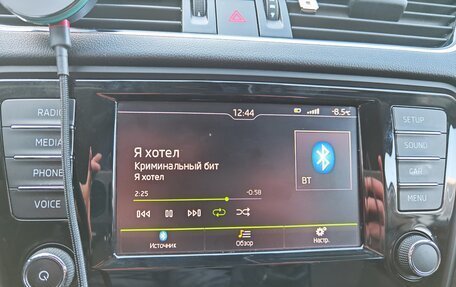 12:44
-8.5°C
RADIO
MEDIA
PHONE
VOICE
Я хотел
Криминальный бит
Я хотел
2:25
-0:58
BT
Источник
Обзор
Настр.
SETUP
SOUND
CAR
MENU